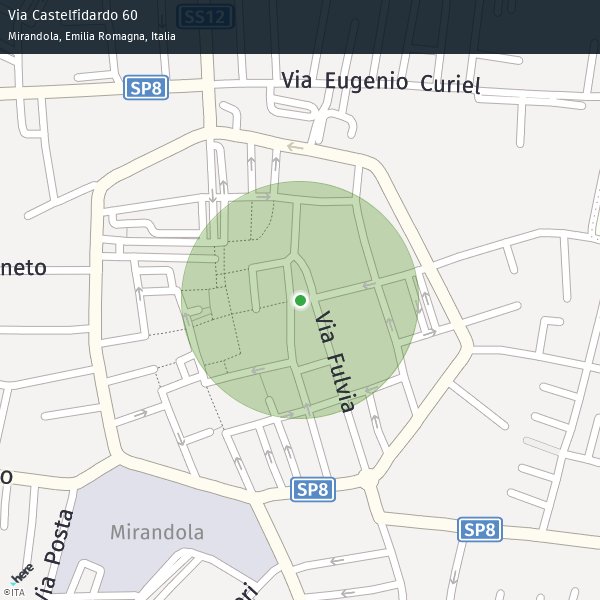 Via Castelfidardo 60
SS12
Mirandola, Emilia Romagna, Italia
SP8
Via Eugenio Curiel
neto
Via Fulvia
SP8
Mirandola
SP8
Via Posta
here
©ITA